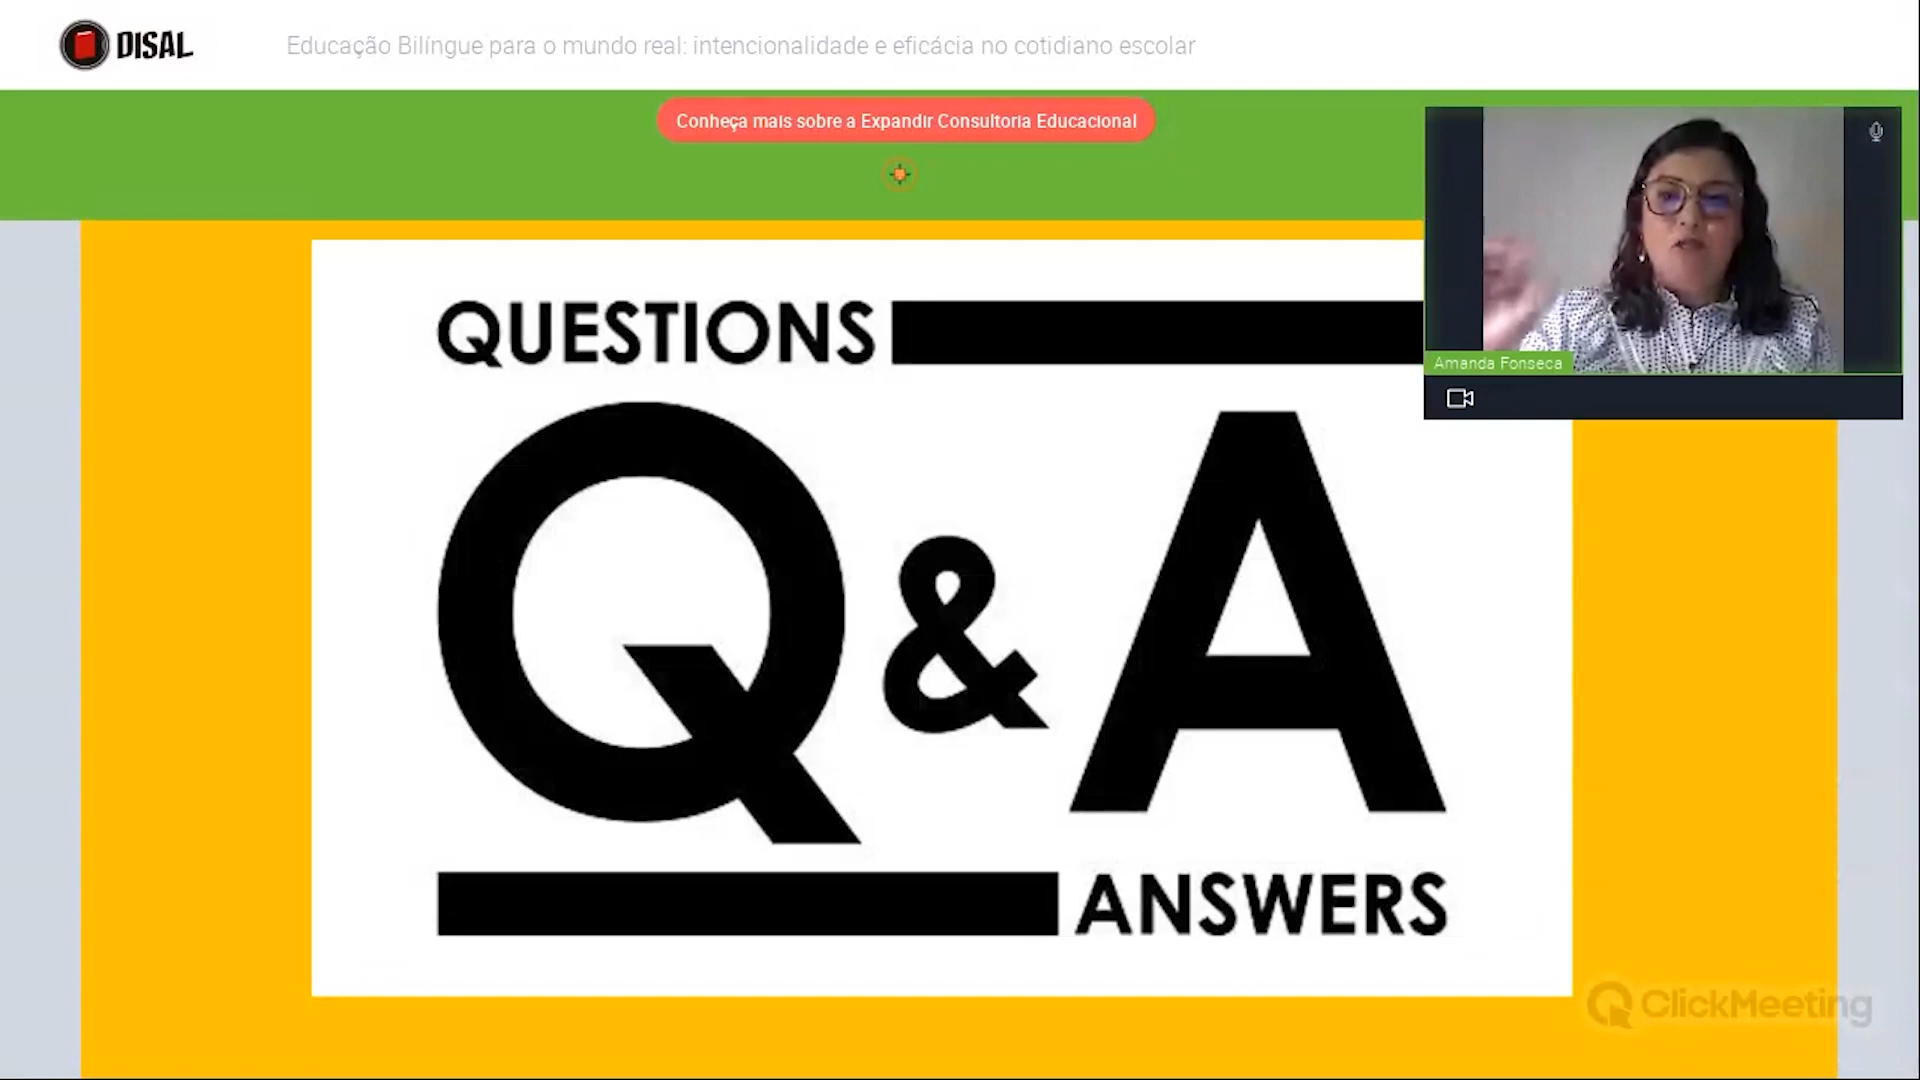 DISAL
Educação Bilíngue para o mundo real: intencionalidade e eficácia no cotidiano escolar
Conheça mais sobre a Expandir Consultoria Educacional
Amanda Fonseca
QUESTIONS
Q&A
ANSWERS
ClickMeeting